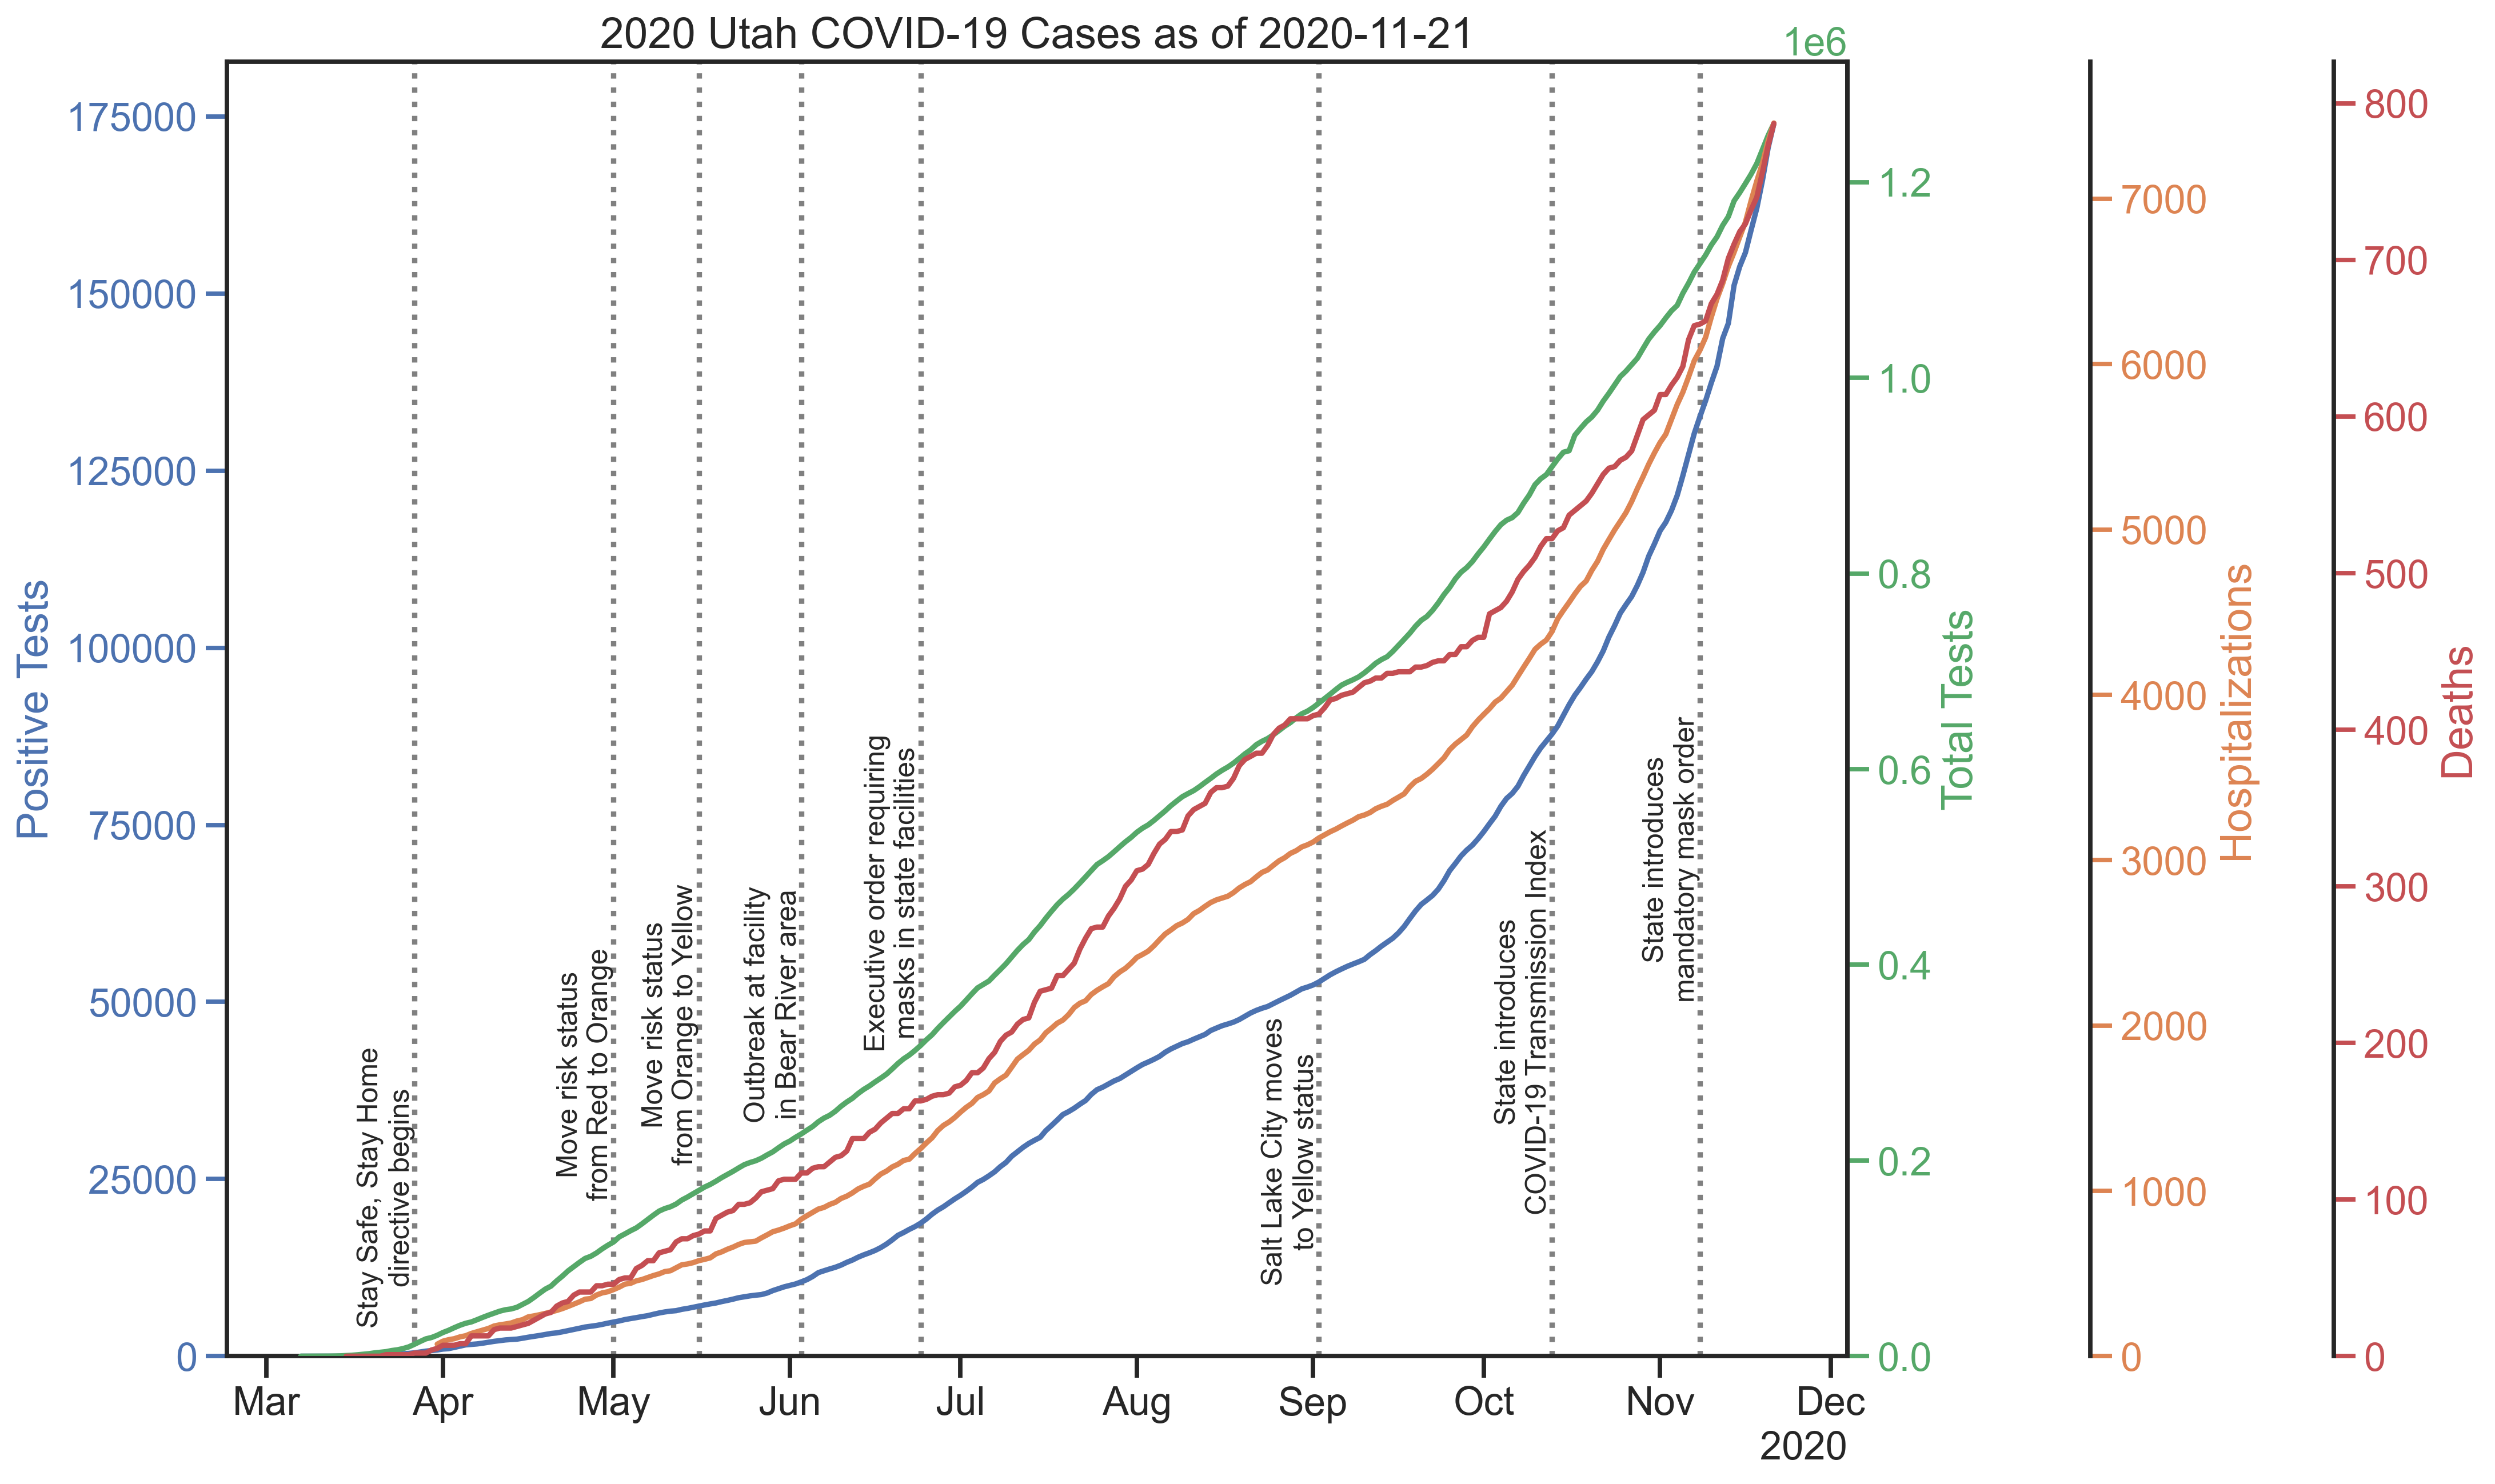 2020 Utah COVID-19 Cases as of 2020-11-21
1e6
Positive Tests
175000
150000
125000
100000
75000
50000
25000
0
Stay Safe, Stay Home
directive begins
Move risk status
from Red to Orange
Move risk status
from Orange to Yellow
Outbreak at facility
in Bear River area
Executive order requiring
masks in state facilities
Salt Lake City moves
to Yellow status
State introduces
COVID-19 Transmission Index
State introduces
mandatory mask order
1.2
1.0
0.8
0.6
0.4
0.2
0.0
Total Tests
7000
6000
5000
4000
3000
2000
1000
0
Hospitalizations
800
700
600
500
400
300
200
100
0
Deaths
Mar Apr May Jun Jul Aug Sep Oct Nov Dec
2020